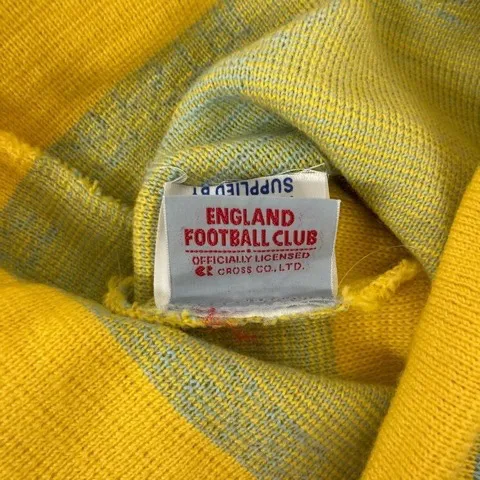 SUPPLIED BY
ENGLAND
FOOTBALL CLUB
OFFICIALLY LICENSED
CROSS CO., LTD.